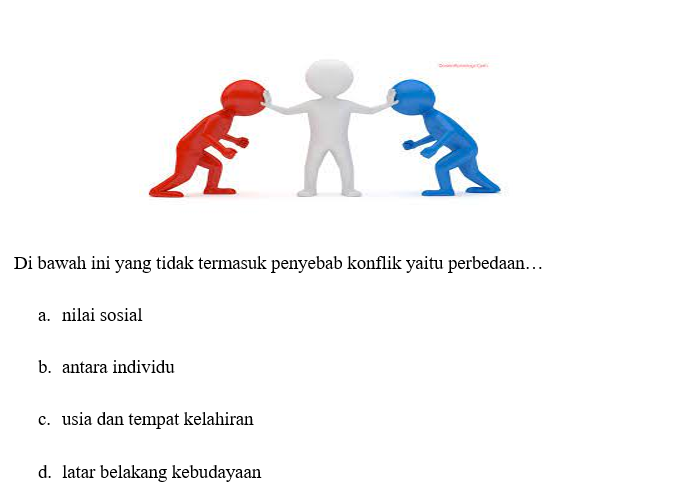 Di bawah ini yang tidak termasuk penyebab konflik yaitu perbedaan…
a. nilai sosial
b. antara individu
c. usia dan tempat kelahiran
d. latar belakang kebudayaan